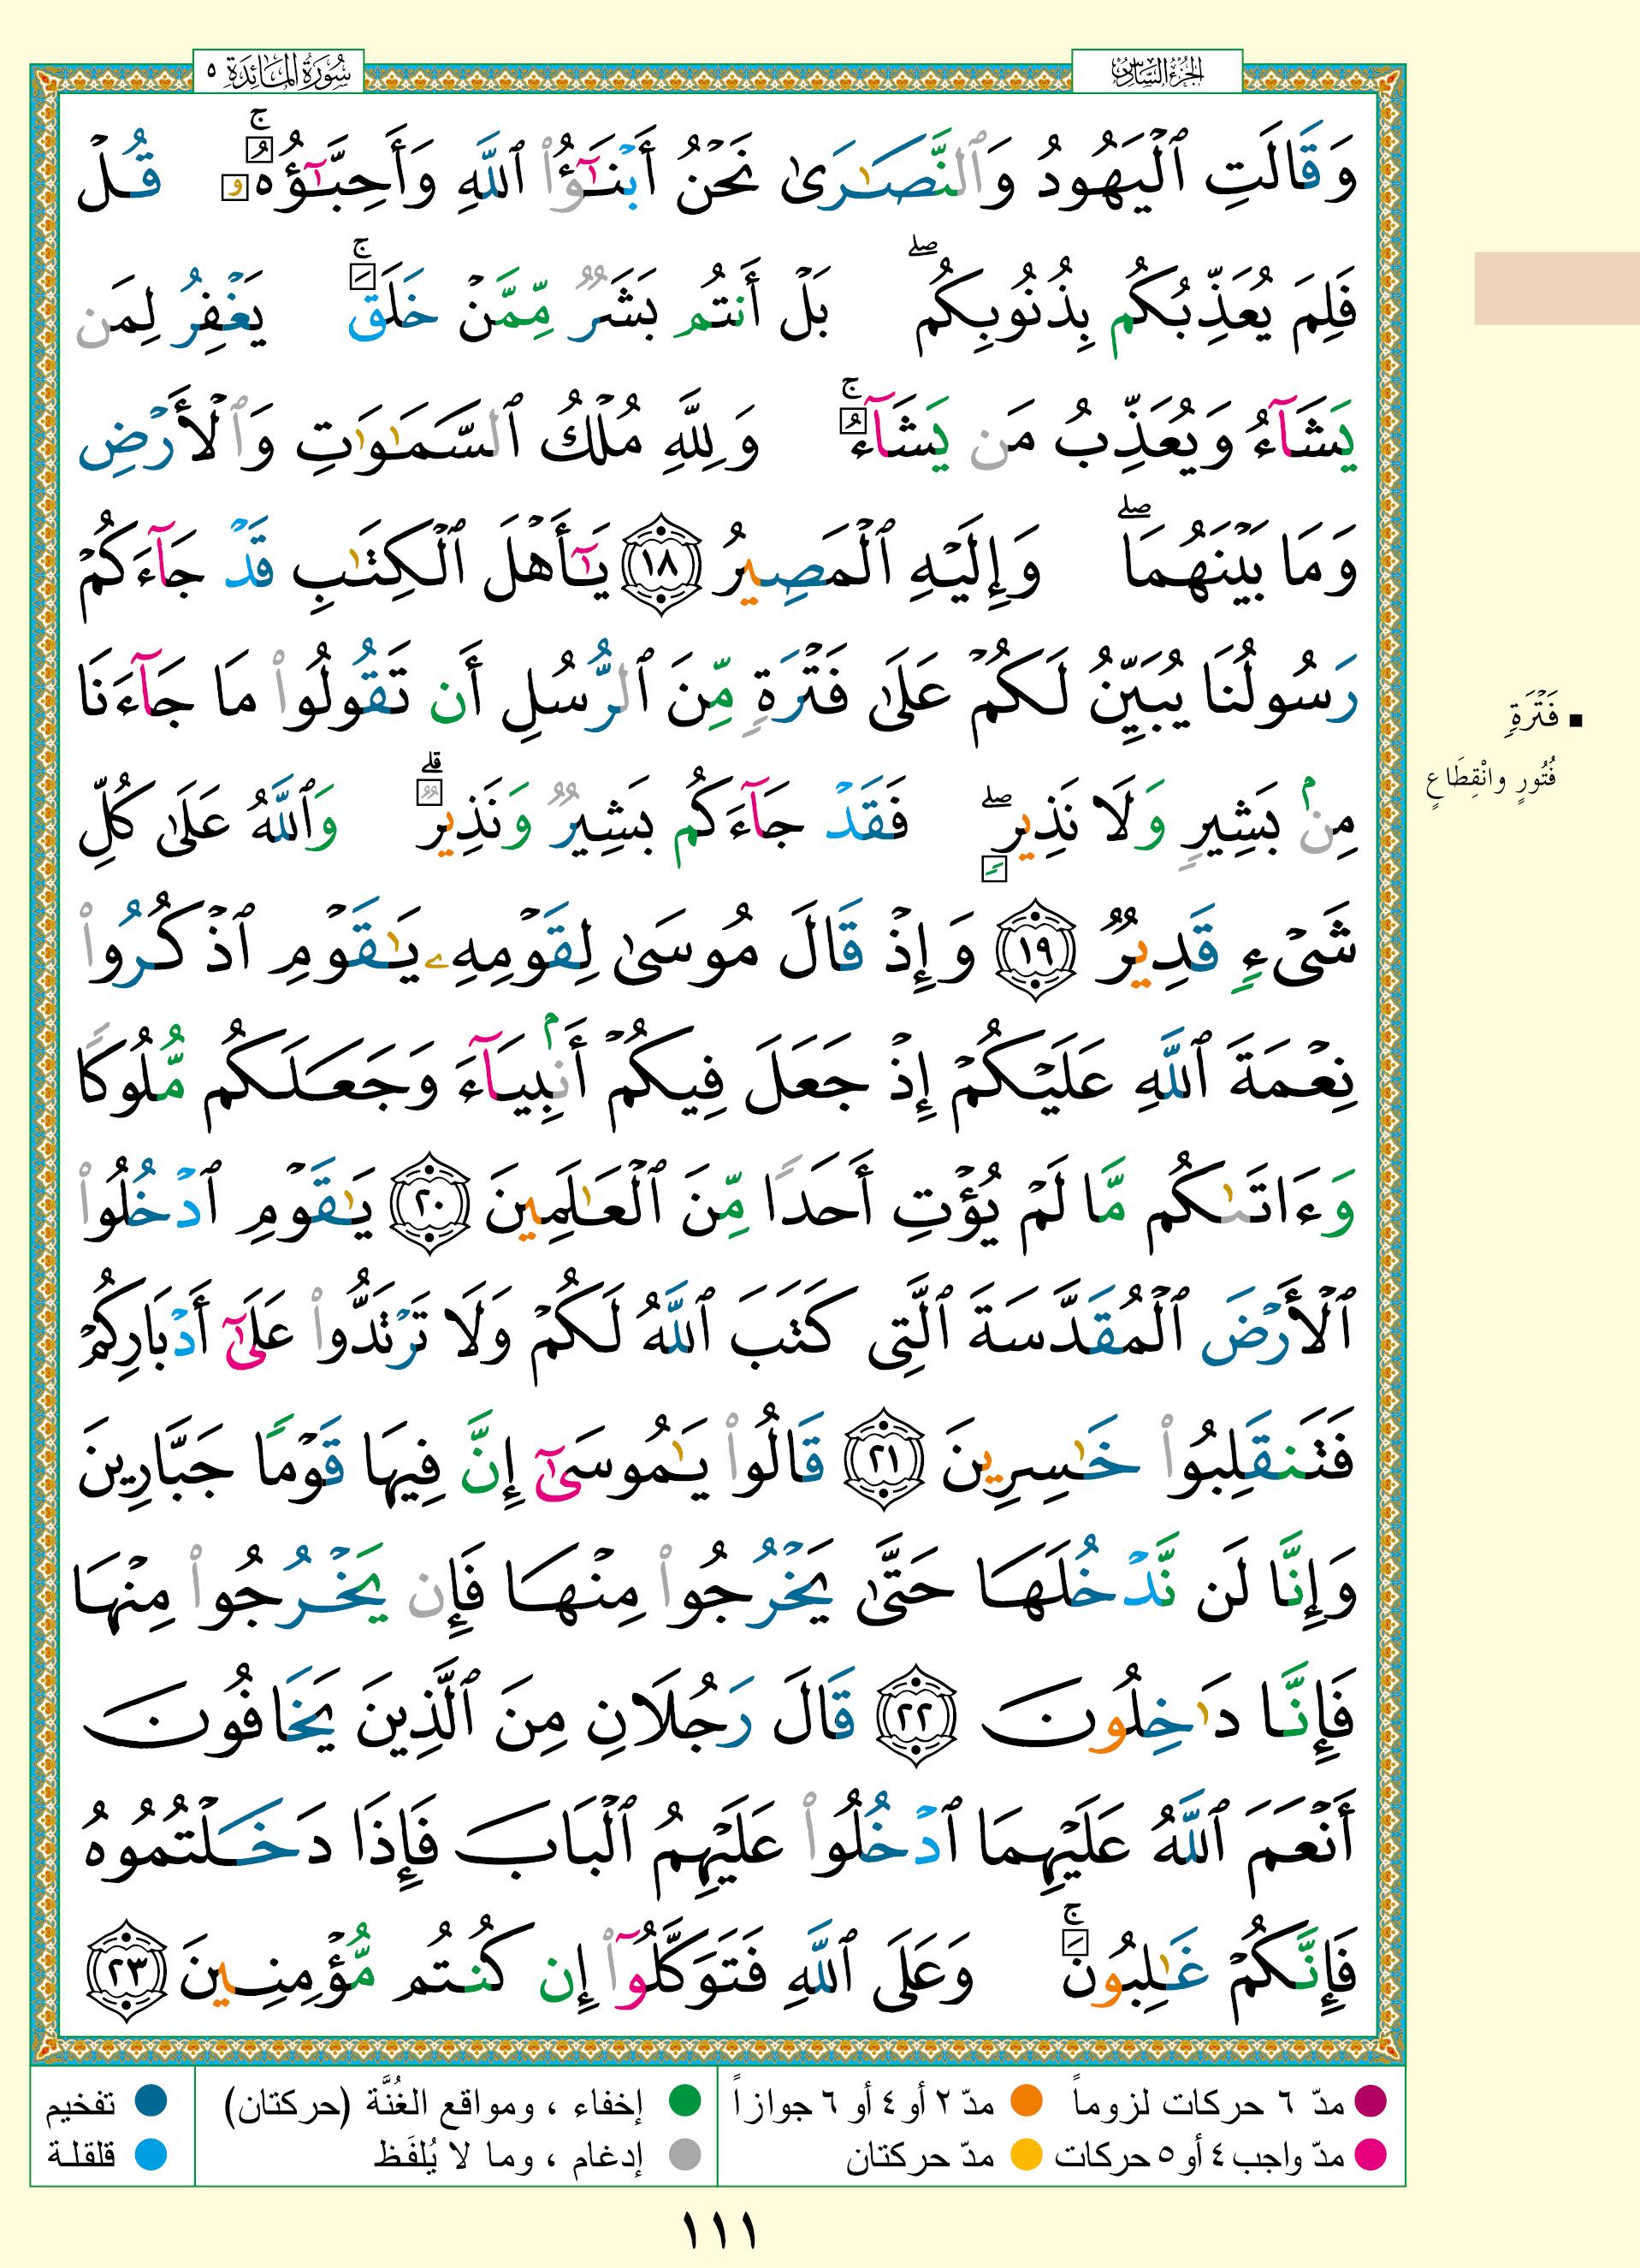 الجزء السادس
سورة المائدة ٥
وَقَالَتِ ٱلْيَهُودُ وَٱلنَّصَٰرَىٰ نَحْنُ أَبْنَٰٓؤُا۟ ٱللَّهِ وَأَحِبَّٰٓؤُهُۥ ۚ قُلْ
فَلِمَ يُعَذِّبُكُم بِذُنُوبِكُم ۖ بَلْ أَنتُم بَشَرٌ مِّمَّنْ خَلَقَ ۚ يَغْفِرُ لِمَن
يَشَآءُ وَيُعَذِّبُ مَن يَشَآءُ ۚ وَلِلَّهِ مُلْكُ ٱلسَّمَٰوَٰتِ وَٱلْأَرْضِ
وَمَا بَيْنَهُمَا ۖ وَإِلَيْهِ ٱلْمَصِيرُ ١٨ يَٰٓأَهْلَ ٱلْكِتَٰبِ قَدْ جَآءَكُمْ
رَسُولُنَا يُبَيِّنُ لَكُمْ عَلَىٰ فَتْرَةٍ مِّنَ ٱلرُّسُلِ أَن تَقُولُوا۟ مَا جَآءَنَا
مِنۢ بَشِيرٍ وَلَا نَذِيرٍ ۖ فَقَدْ جَآءَكُم بَشِيرٌ وَنَذِيرٌ ۗ وَٱللَّهُ عَلَىٰ كُلِّ
شَىْءٍ قَدِيرٌ ١٩ وَإِذْ قَالَ مُوسَىٰ لِقَوْمِهِۦ يَٰقَوْمِ ٱذْكُرُوا۟
نِعْمَةَ ٱللَّهِ عَلَيْكُمْ إِذْ جَعَلَ فِيكُمْ أَنۢبِيَآءَ وَجَعَلَكُم مُّلُوكًا
وَءَاتَىٰكُم مَّا لَمْ يُؤْتِ أَحَدًا مِّنَ ٱلْعَٰلَمِينَ ٢٠ يَٰقَوْمِ ٱدْخُلُوا۟
ٱلْأَرْضَ ٱلْمُقَدَّسَةَ ٱلَّتِى كَتَبَ ٱللَّهُ لَكُمْ وَلَا تَرْتَدُّوا۟ عَلَىٰٓ أَدْبَارِكُمْ
فَتَنقَلِبُوا۟ خَٰسِرِينَ ٢١ قَالُوا۟ يَٰمُوسَىٰٓ إِنَّ فِيهَا قَوْمًا جَبَّارِينَ
وَإِنَّا لَن نَّدْخُلَهَا حَتَّىٰ يَخْرُجُوا۟ مِنْهَا فَإِن يَخْرُجُوا۟ مِنْهَا
فَإِنَّا دَٰخِلُونَ ٢٢ قَالَ رَجُلَانِ مِنَ ٱلَّذِينَ يَخَافُونَ
أَنْعَمَ ٱللَّهُ عَلَيْهِمَا ٱدْخُلُوا۟ عَلَيْهِمُ ٱلْبَابَ فَإِذَا دَخَلْتُمُوهُ
فَإِنَّكُمْ غَٰلِبُونَ ۚ وَعَلَى ٱللَّهِ فَتَوَكَّلُوٓا۟ إِن كُنتُم مُّؤْمِنِينَ ٢٣
▪ فَتْرَةٍ
فُتُورٍ وانْقِطَاعٍ
مدّ ٦ حركات لزوماً
مدّ ٢ أو ٤ أو ٦ جوازاً
إخفاء ، ومواقع الغُنَّة (حركتان)
تفخيم
مدّ واجب ٤ أو ٥ حركات
مدّ حركتان
إدغام ، وما لا يُلفَظ
قلقلة
١١١